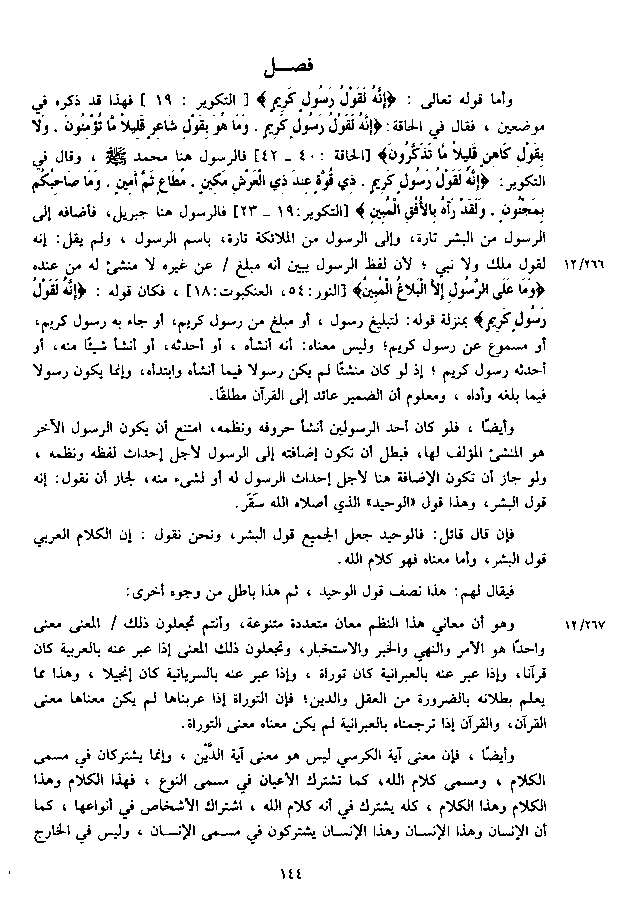 فصـــل
وأما قوله تعالى : ﴿إِنَّهُ لَقَوْلُ رَسُولٍ كَرِيمٍ﴾ [ التكوير : ١٩ ] فهذا قد ذكره في
موضعين ، فقال في الحاقة: ﴿إِنَّهُ لَقَوْلُ رَسُولٍ كَرِيمٍ . وَمَا هُوَ بِقَوْلِ شَاعِرٍ قَلِيلاً مَّا تُؤْمِنُونَ . وَلَا
بِقَوْلِ كَاهِنٍ قَلِيلاً مَّا تَذَكَّرُونَ﴾ [الحاقة : ٤٠ ـ ٤٢] فالرسول هنا محمد ﷺ ، وقال في
التكوير: ﴿إِنَّهُ لَقَوْلُ رَسُولٍ كَرِيمٍ . ذِي قُوَّةٍ عِندَ ذِي الْعَرْشِ مَكِينٍ . مُطَاعٍ ثَمَّ أَمِينٍ . وَمَا صَاحِبُكُم
بِمَجْنُونٍ . وَلَقَدْ رَآهُ بِالأُفُقِ الْمُبِينِ ﴾ [التكوير: ١٩ ـ ٢٣] فالرسول هنا جبريل، فأضافه إلى
الرسول من البشر تارة، وإلى الرسول من الملائكة تارة، باسم الرسول ، ولم يقل: إنه
١٢/٢٦٦ لقول ملك ولا نبي ؛ لأن لفظ الرسول يبين أنه مبلغ / عن غيره لا منشئ له من عنده
﴿وَمَا عَلَى الرَّسُولِ إِلاَّ الْبَلاغُ الْمُبِينُ﴾ [النور: ٥٤، العنكبوت: ١٨] ، فكان قوله : ﴿إِنَّهُ لَقَوْلُ
رَسُولٍ كَرِيمٍ﴾ بمنزلة قوله: لتبليغ رسول ، أو مبلغ من رسول كريم، أو جاء به رسول كريم،
أو مسموع عن رسول كريم؛ وليس معناه: أنه أنشأه ، أو أحدثه، أو أنشأ شيئًا منه، أو
أحدثه رسول كريم ؛ إذ لو كان منشئًا لم يكن رسولا فيما أنشأه وابتدأه، وإنما يكون رسولا
فيما بلغه وأداه ، ومعلوم أن الضمير عائد إلى القرآن مطلقًا.
وأيضًا ، فلو كان أحد الرسولين أنشأ حروفه ونظمه، امتنع أن يكون الرسول الآخر
هو المنشئ المؤلف لها، فبطل أن تكون إضافته إلى الرسول لأجل إحداث لفظه ونظمه ،
ولو جاز أن تكون الإضافة هنا لأجل إحداث الرسول له أو لشىء منه، لجاز أن نقول: إنه
قول البشر، وهذا قول «الوحيد» الذي أصلاه الله سَقَر.
فإن قال قائل: فالوحيد جعل الجميع قول البشر، ونحن نقول : إن الكلام العربي
قول البشر، وأما معناه فهو كلام الله.
فيقال لهم: هذا نصف قول الوحيد ، ثم هذا باطل من وجوه أخرى:
١٢/٢٦٧ وهو أن معاني هذا النظم معان متعددة متنوعة، وأنتم تجعلون ذلك / المعنى معنى
واحدًا هو الأمر والنهي والخبر والاستخبار، وتجعلون ذلك المعنى إذا عبر عنه بالعربية كان
قرآنا، وإذا عبر عنه بالعبرانية كان توراة ، وإذا عبر عنه بالسريانية كان إنجيلا ، وهذا مما
يعلم بطلانه بالضرورة من العقل والدين؛ فإن التوراة إذا عربناها لم يكن معناها معنى
القرآن، والقرآن إذا ترجمناه بالعبرانية لم يكن معناه معنى التوراة.
وأيضًا ، فإن معنى آية الكرسي ليس هو معنى آية الدَّيْن ، وإنما يشتركان في مسمى
الكلام ، ومسمى كلام الله، كما تشترك الأعيان في مسمى النوع ، فهذا الكلام وهذا
الكلام وهذا الكلام ، كله يشترك في أنه كلام الله ، اشتراك الأشخاص في أنواعها ، كما
أن الإنسان وهذا الإنسان وهذا الإنسان يشتركون في مسمى الإنسان ، وليس في الخارج
١٤٤